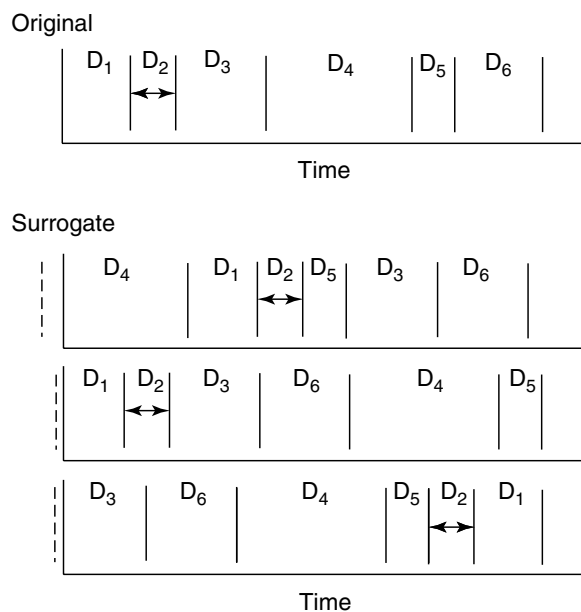 Original
D₁ D₂ D₃ D₄ D₅ D₆
Time
Surrogate
D₄ D₁ D₂ D₅ D₃ D₆
D₁ D₂ D₃ D₆ D₄ D₅
D₃ D₆ D₄ D₅ D₂ D₁
Time